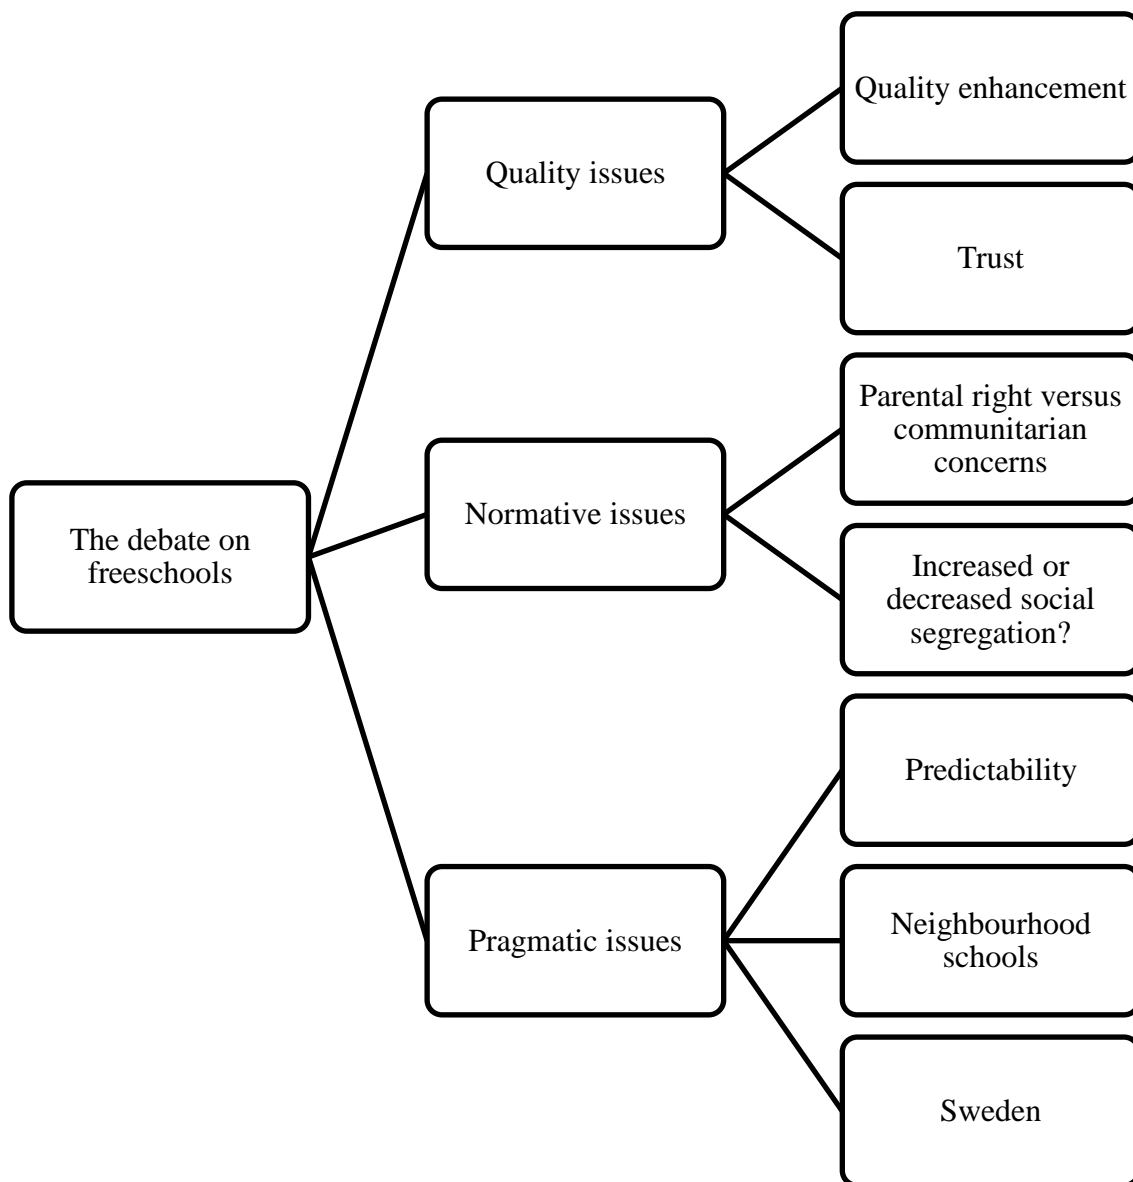 The debate on
freeschools
Quality issues
Quality enhancement
Trust
Normative issues
Parental right versus
communitarian
concerns
Increased or
decreased social
segregation?
Pragmatic issues
Predictability
Neighbourhood
schools
Sweden